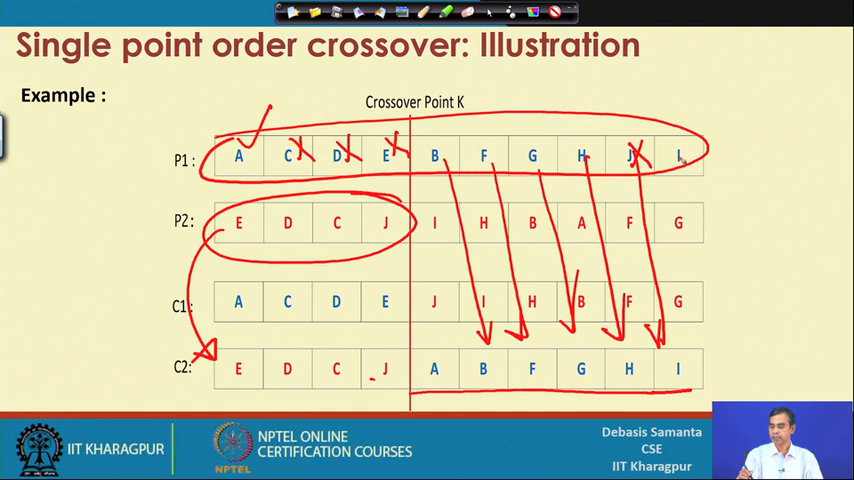 Single point order crossover: Illustration
Example :
Crossover Point K
P1 : A C D E B F G H J I
P2: E D C J I H B A F G
C1: A C D E J I H B F G
C2: E D C J A B F G H I
IIT KHARAGPUR
NPTEL
NPTEL ONLINE
CERTIFICATION COURSES
Debasis Samanta
CSE
IIT Kharagpur